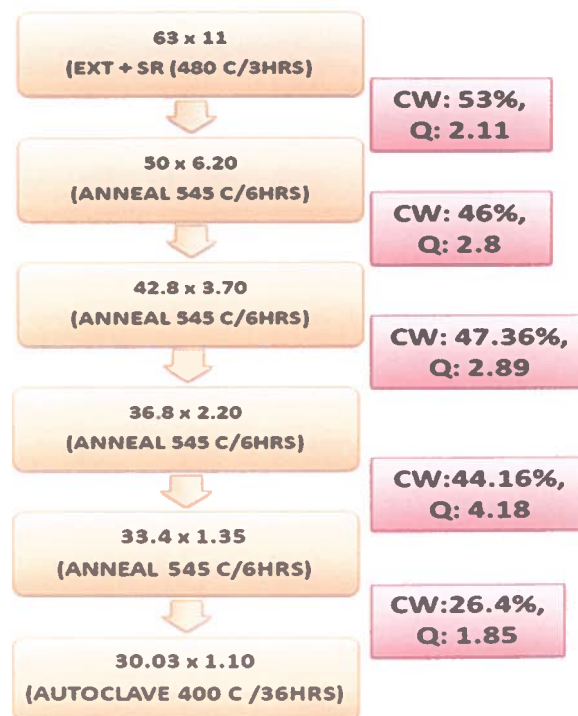 63 x 11
(EXT + SR (480 C/3HRS)
CW: 53%,
Q: 2.11
50 x 6.20
(ANNEAL 545 C/6HRS)
CW: 46%,
Q: 2.8
42.8 x 3.70
(ANNEAL 545 C/6HRS)
CW: 47.36%,
Q: 2.89
36.8 x 2.20
(ANNEAL 545 C/6HRS)
CW:44.16%,
Q: 4.18
33.4 x 1.35
(ANNEAL 545 C/6HRS)
CW:26.4%,
Q: 1.85
30.03 x 1.10
(AUTOCLAVE 400 C /36HRS)